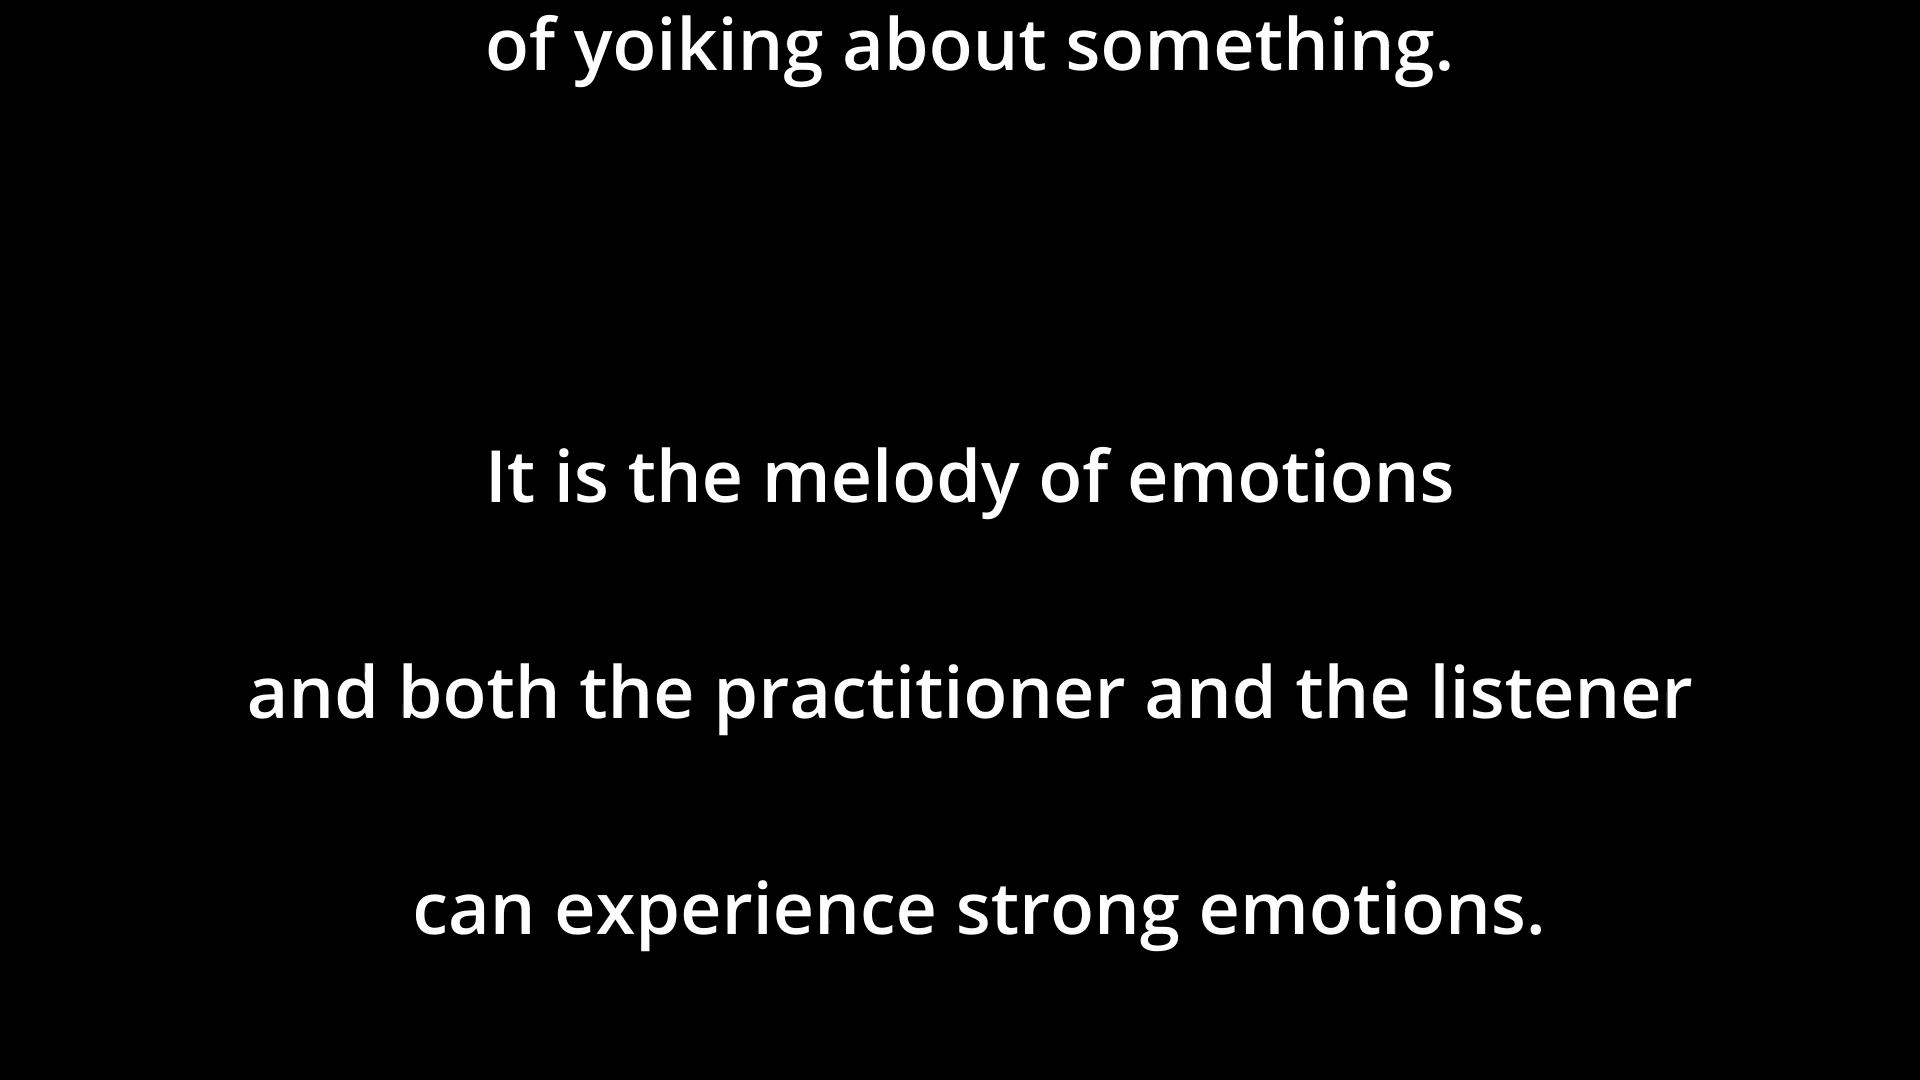 of yoiking about something.
It is the melody of emotions
and both the practitioner and the listener
can experience strong emotions.